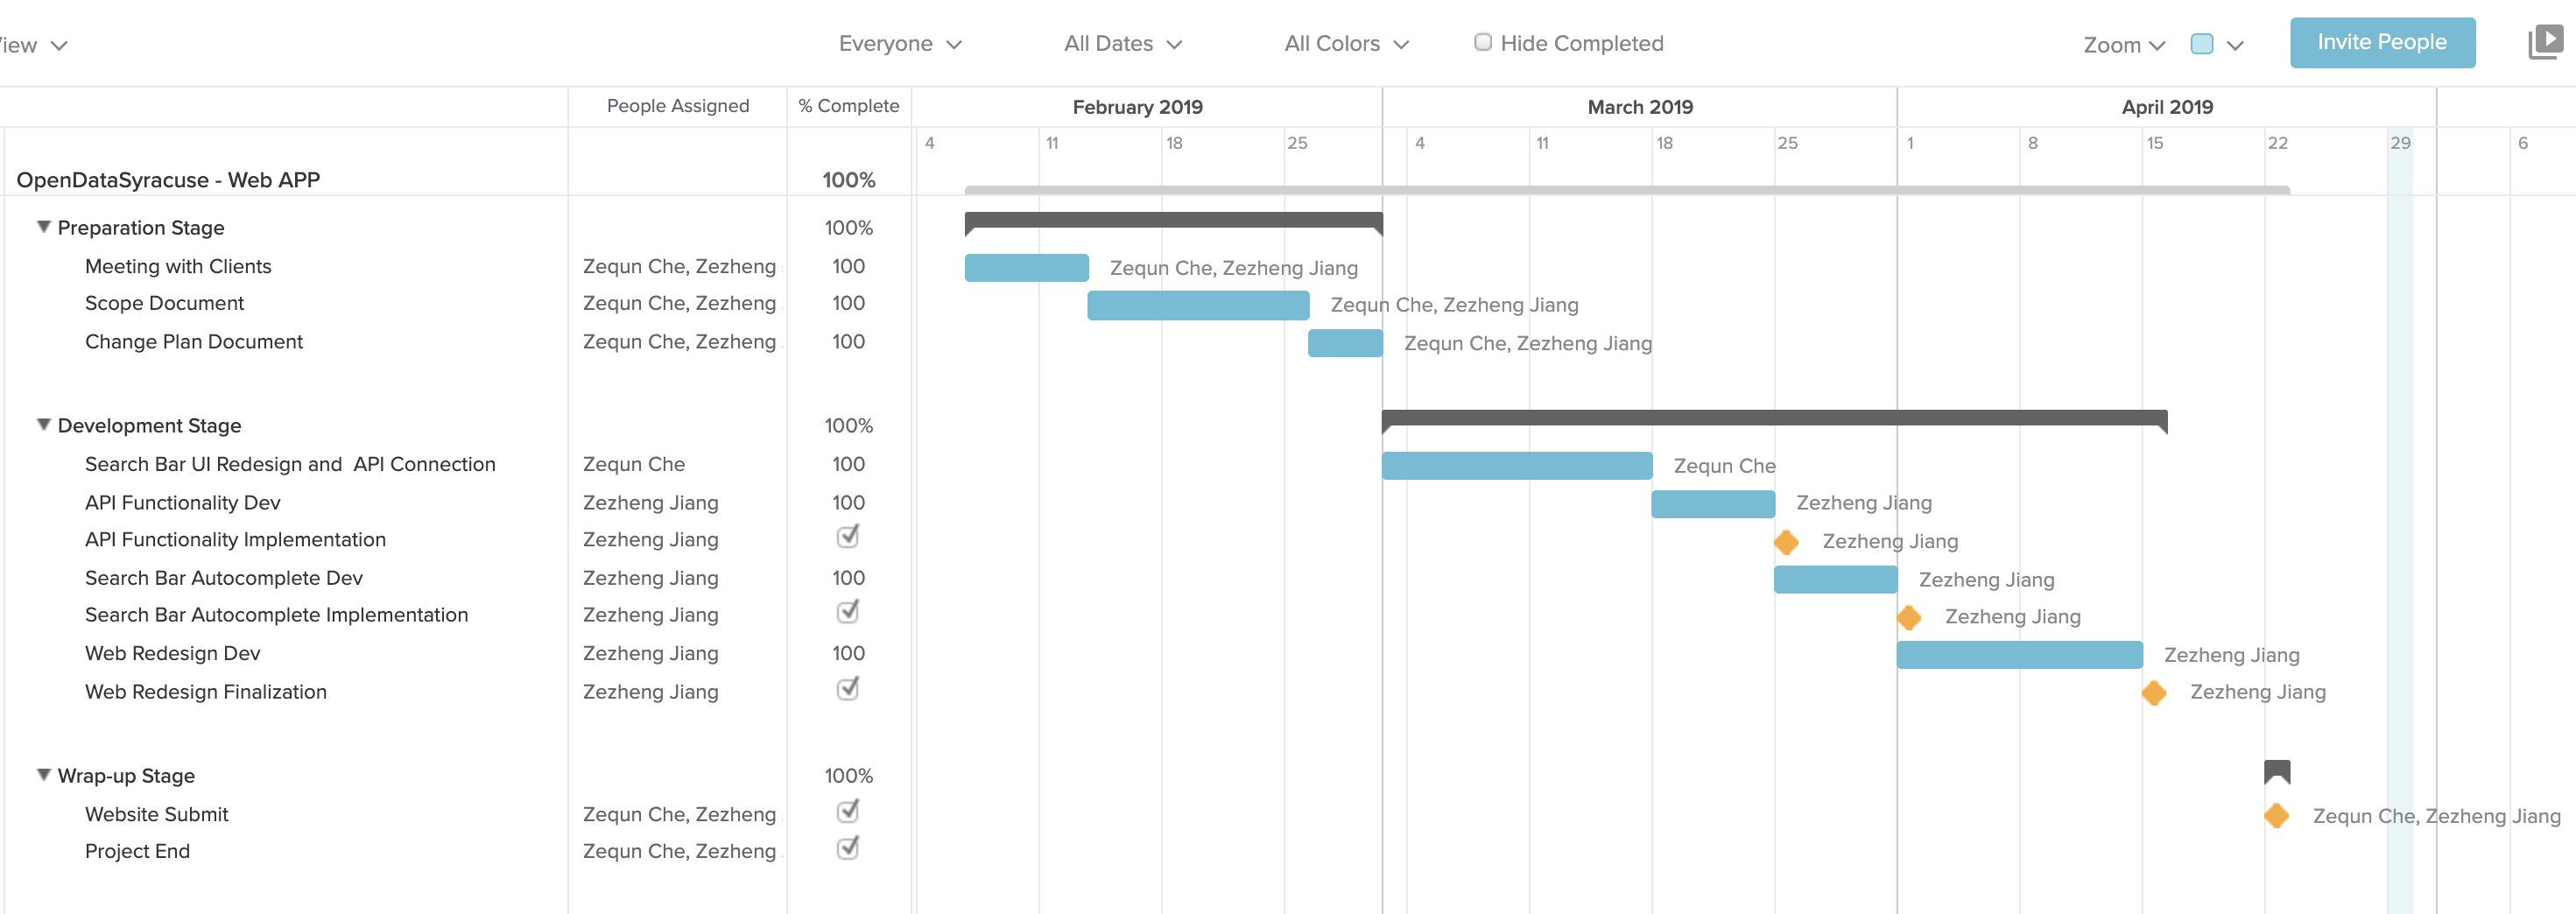 View Everyone All Dates All Colors Hide Completed Zoom Invite People
People Assigned % Complete February 2019 March 2019 April 2019
4 11 18 25 4 11 18 25 1 8 15 22 29 6
OpenDataSyracuse - Web APP 100%
Preparation Stage 100%
Meeting with Clients Zequn Che, Zezheng 100 Zequn Che, Zezheng Jiang
Scope Document Zequn Che, Zezheng 100 Zequn Che, Zezheng Jiang
Change Plan Document Zequn Che, Zezheng 100 Zequn Che, Zezheng Jiang
Development Stage 100%
Search Bar UI Redesign and API Connection Zequn Che 100 Zequn Che
API Functionality Dev Zezheng Jiang 100 Zezheng Jiang
API Functionality Implementation Zezheng Jiang Zezheng Jiang
Search Bar Autocomplete Dev Zezheng Jiang 100 Zezheng Jiang
Search Bar Autocomplete Implementation Zezheng Jiang Zezheng Jiang
Web Redesign Dev Zezheng Jiang 100 Zezheng Jiang
Web Redesign Finalization Zezheng Jiang Zezheng Jiang
Wrap-up Stage 100%
Website Submit Zequn Che, Zezheng Zequn Che, Zezheng Jiang
Project End Zequn Che, Zezheng